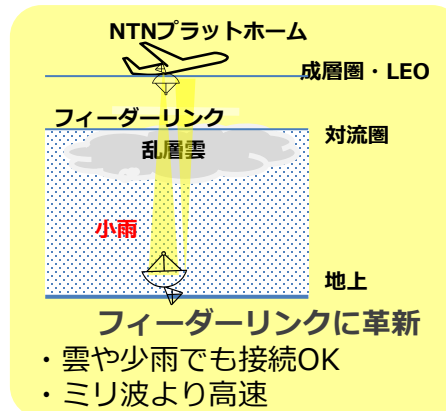 NTNプラットホーム
成層圏・LEO
フィーダーリンク
対流圏
乱層雲
小雨
地上
フィーダーリンクに革新
・雲や少雨でも接続OK
・ミリ波より高速